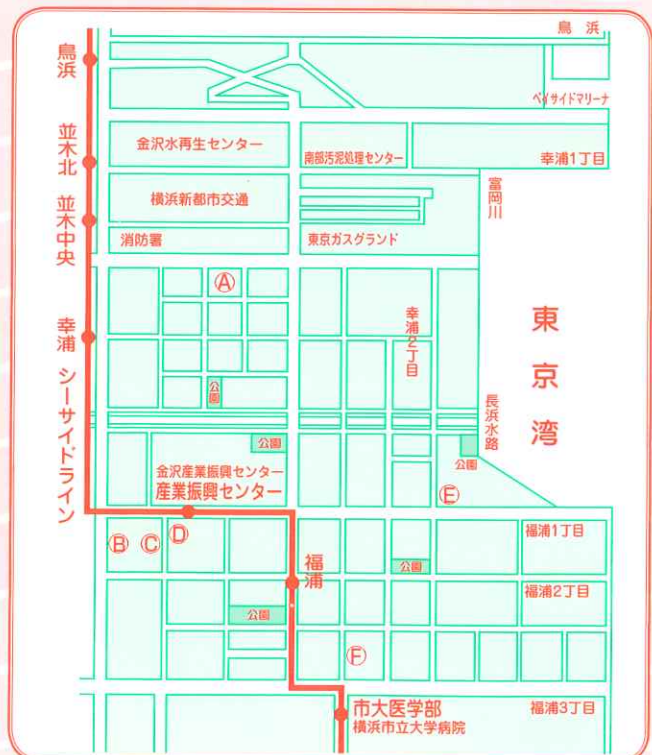 鳥浜
鳥浜
ベイサイドマリーナ
並木北
金沢水再生センター
南部汚泥処理センター
幸浦1丁目
富岡川
並木中央
横浜新都市交通
消防署
東京ガスグランド
Ⓐ
幸浦2丁目
東京湾
幸浦
シーサイドライン
公園
長浜水路
公園
公園
金沢産業振興センター
産業振興センター
Ⓔ
Ⓑ
Ⓒ
Ⓓ
福浦1丁目
福浦
公園
福浦2丁目
公園
Ⓕ
市大医学部
横浜市立大学病院
福浦3丁目